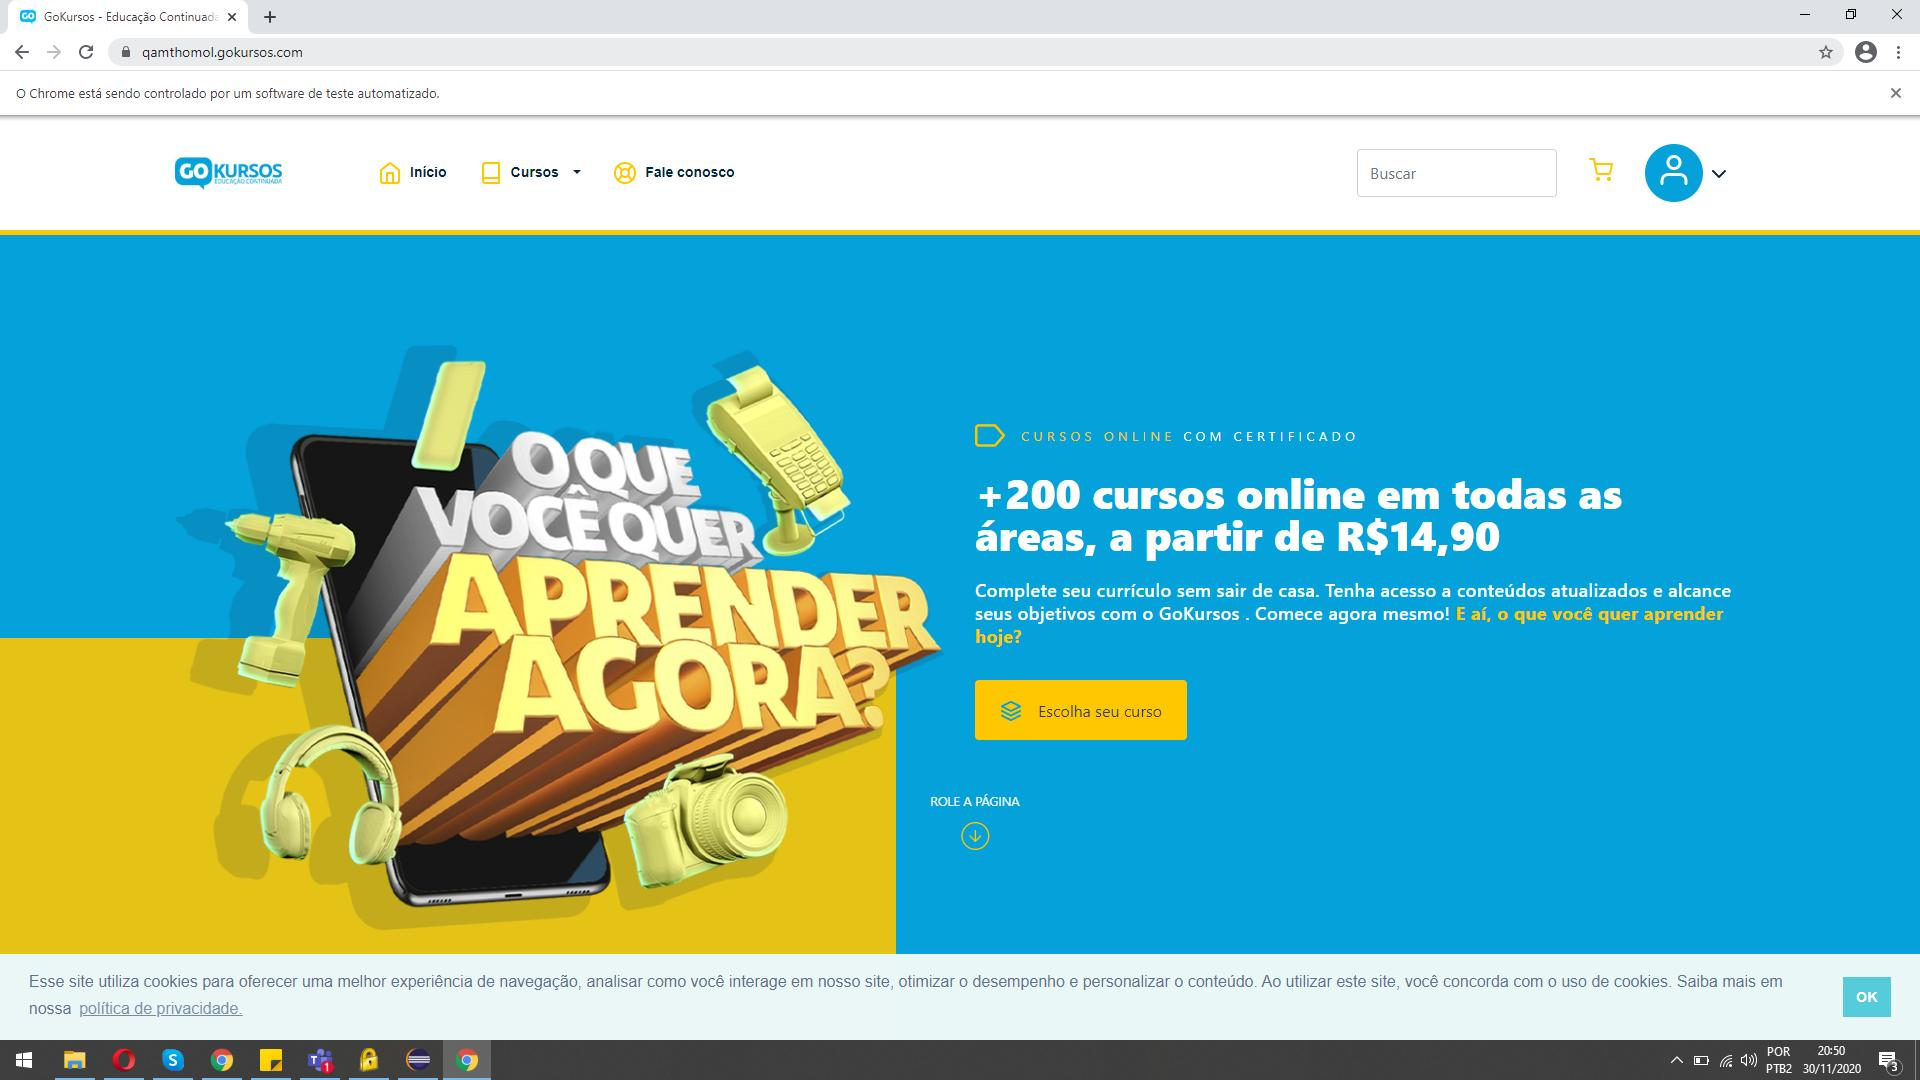 GoKursos - Educação Continuada
qamthomol.gokursos.com
O Chrome está sendo controlado por um software de teste automatizado.
GO KURSOS
EDUCAÇÃO CONTINUADA
Início
Cursos
Fale conosco
Buscar
O QUE
VOCÊ QUER
APRENDER
AGORA?
CURSOS ONLINE COM CERTIFICADO
+200 cursos online em todas as
áreas, a partir de R$14,90
Complete seu currículo sem sair de casa. Tenha acesso a conteúdos atualizados e alcance
seus objetivos com o GoKursos . Comece agora mesmo! E aí, o que você quer aprender
hoje?
Escolha seu curso
ROLE A PÁGINA
Esse site utiliza cookies para oferecer uma melhor experiência de navegação, analisar como você interage em nosso site, otimizar o desempenho e personalizar o conteúdo. Ao utilizar este site, você concorda com o uso de cookies. Saiba mais em
nossa política de privacidade.
OK
POR
PTB2
20:50
30/11/2020
3
1